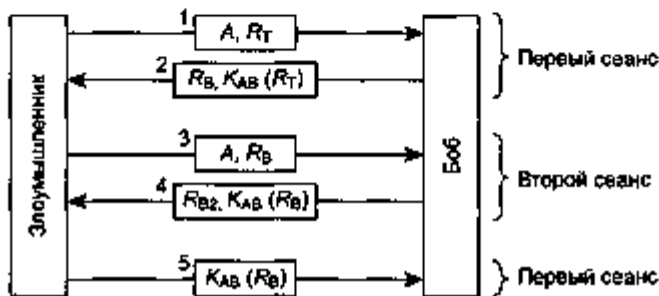 Злоумышленник
1
A, R_T
2
R_B, K_AB (R_T)
Первый сеанс
3
A, R_B
4
R_B2, K_AB (R_B)
Второй сеанс
5
K_AB (R_B)
Первый сеанс
Боб